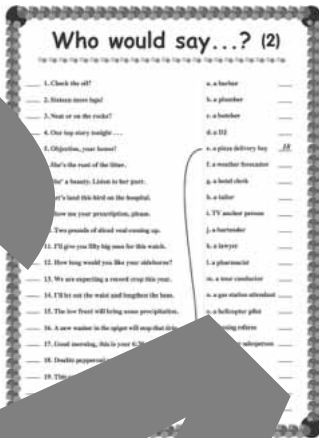 Who would say...? (2)
1. Check the oil?
2. Sixteen more laps!
3. Neat or on the rocks?
4. Our top story tonight . . .
5. Objection, your honor!
She's the runt of the litter.
a beauty. Listen to her purr.
let's land this bird on the hospital.
me your prescription, please.
Two pounds of sliced veal coming up.
11. I'll give you fifty big ones for this watch.
12. How long would you like your sideburns?
13. We are expecting a record crop this year.
14. I'll let out the waist and lengthen the hem.
15. The low front will bring some precipitation.
16. A new washer in the spigot will stop that drip.
17. Good morning, this is your 6:
18. Double pepperoni
19. This
a. a barber
b. a plumber
c. a butcher
d. a DJ
e. a pizza delivery boy 18
f. a weather forecaster
g. a hotel clerk
h. a tailor
i. TV anchor person
j. a bartender
k. a lawyer
l. a pharmacist
m. a tour conductor
n. a gas station attendant
o. a helicopter pilot
referee
salesperson